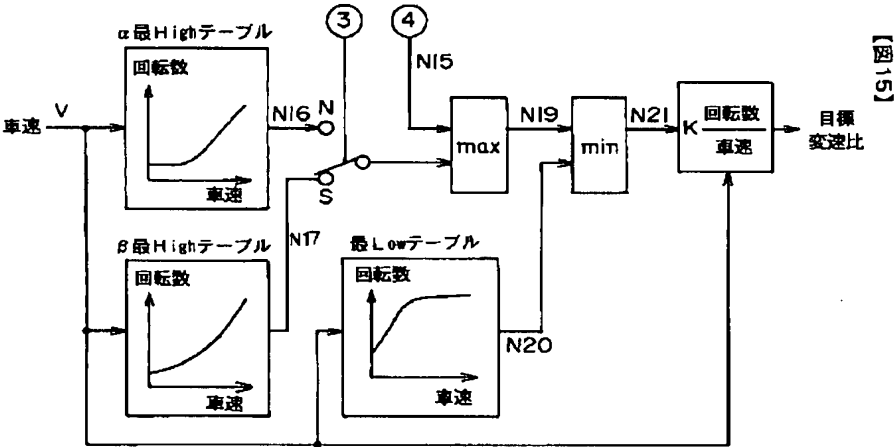 【図15】
α最Highテーブル
③
④
回転数
車速
車速
V
N16
N
S
N15
max
N19
min
N21
K 回転数
車速
目標
変速比
β最Highテーブル
回転数
車速
N17
最Lowテーブル
回転数
車速
N20